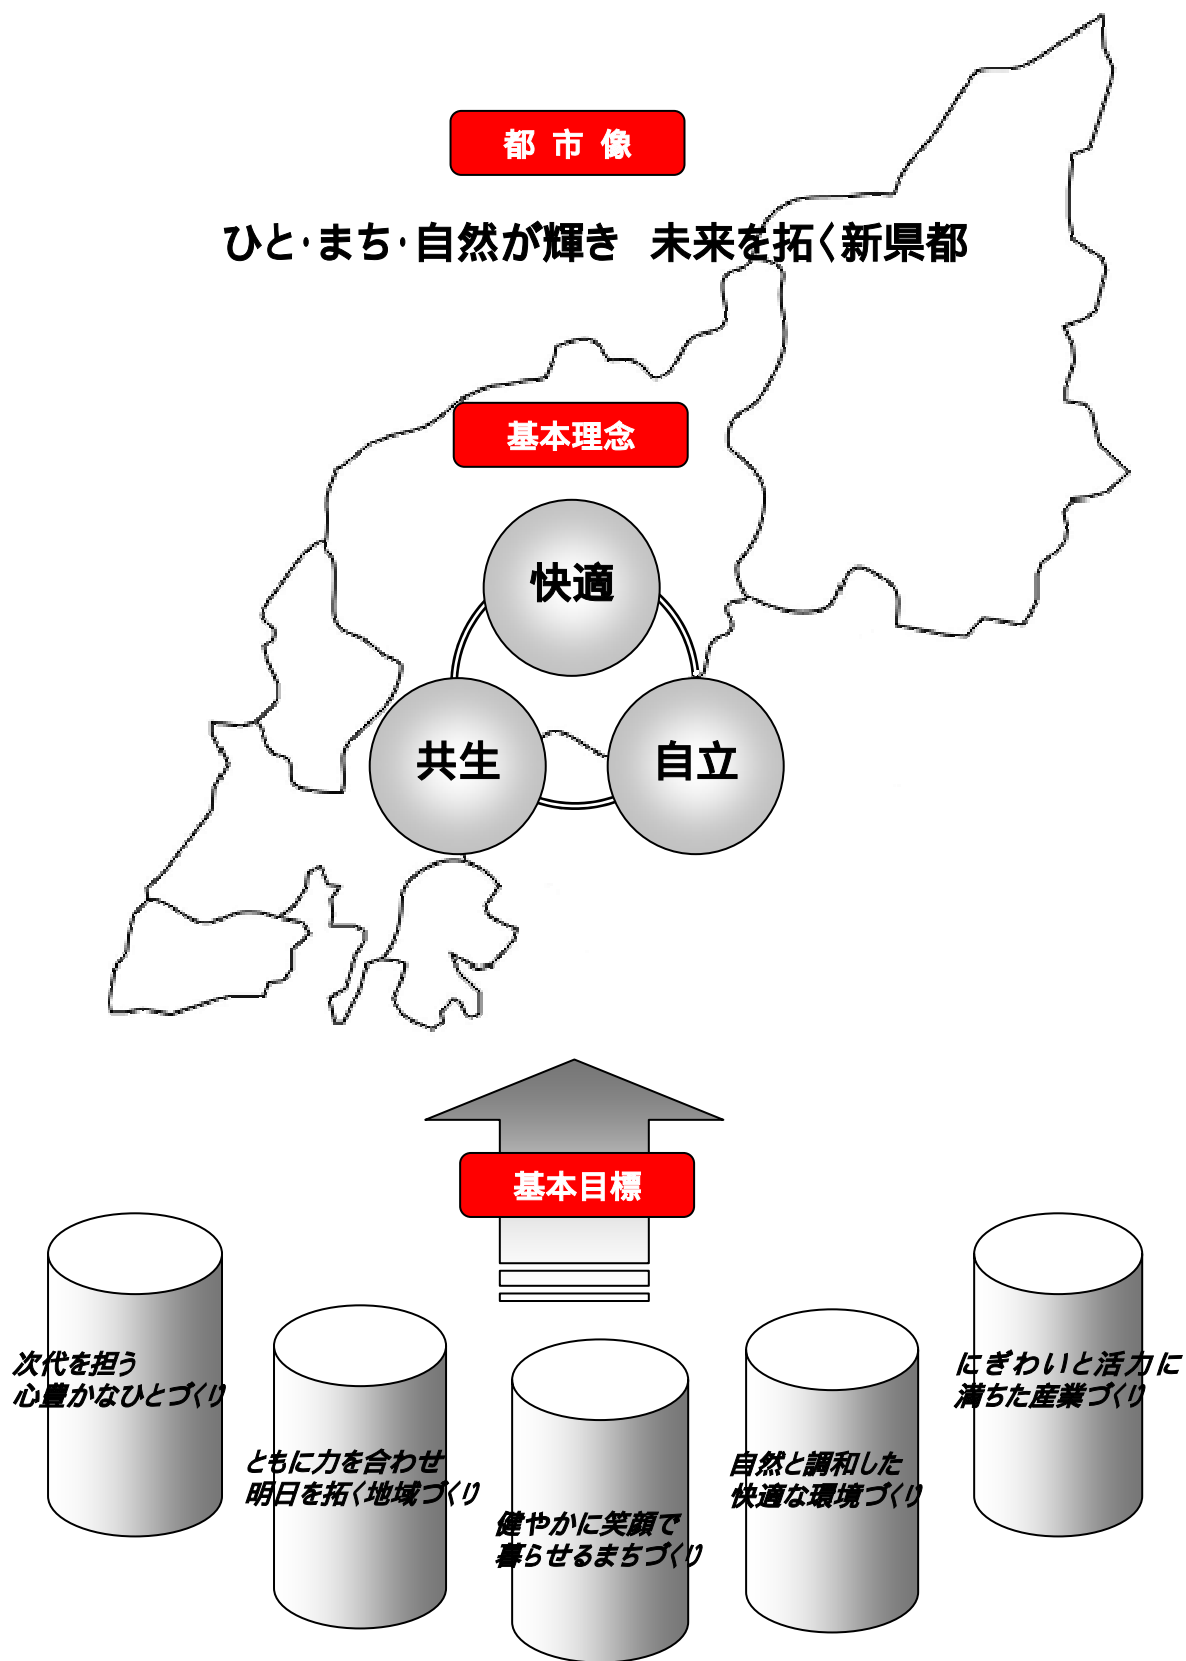 都市像
ひと・まち・自然が輝き　未来を拓く新県都
基本理念
快適
共生
自立
基本目標
次代を担う
心豊かなひとづくり
ともに力を合わせ
明日を拓く地域づくり
健やかに笑顔で
暮らせるまちづくり
自然と調和した
快適な環境づくり
にぎわいと活力に
満ちた産業づくり